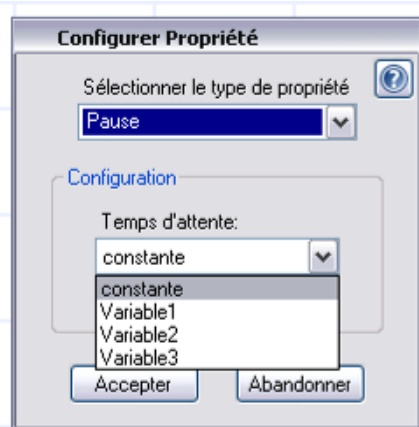 Configurer Propriété
Sélectionner le type de propriété
Pause
Configuration
Temps d'attente:
constante
constante
Variable1
Variable2
Variable3
Accepter Abandonner